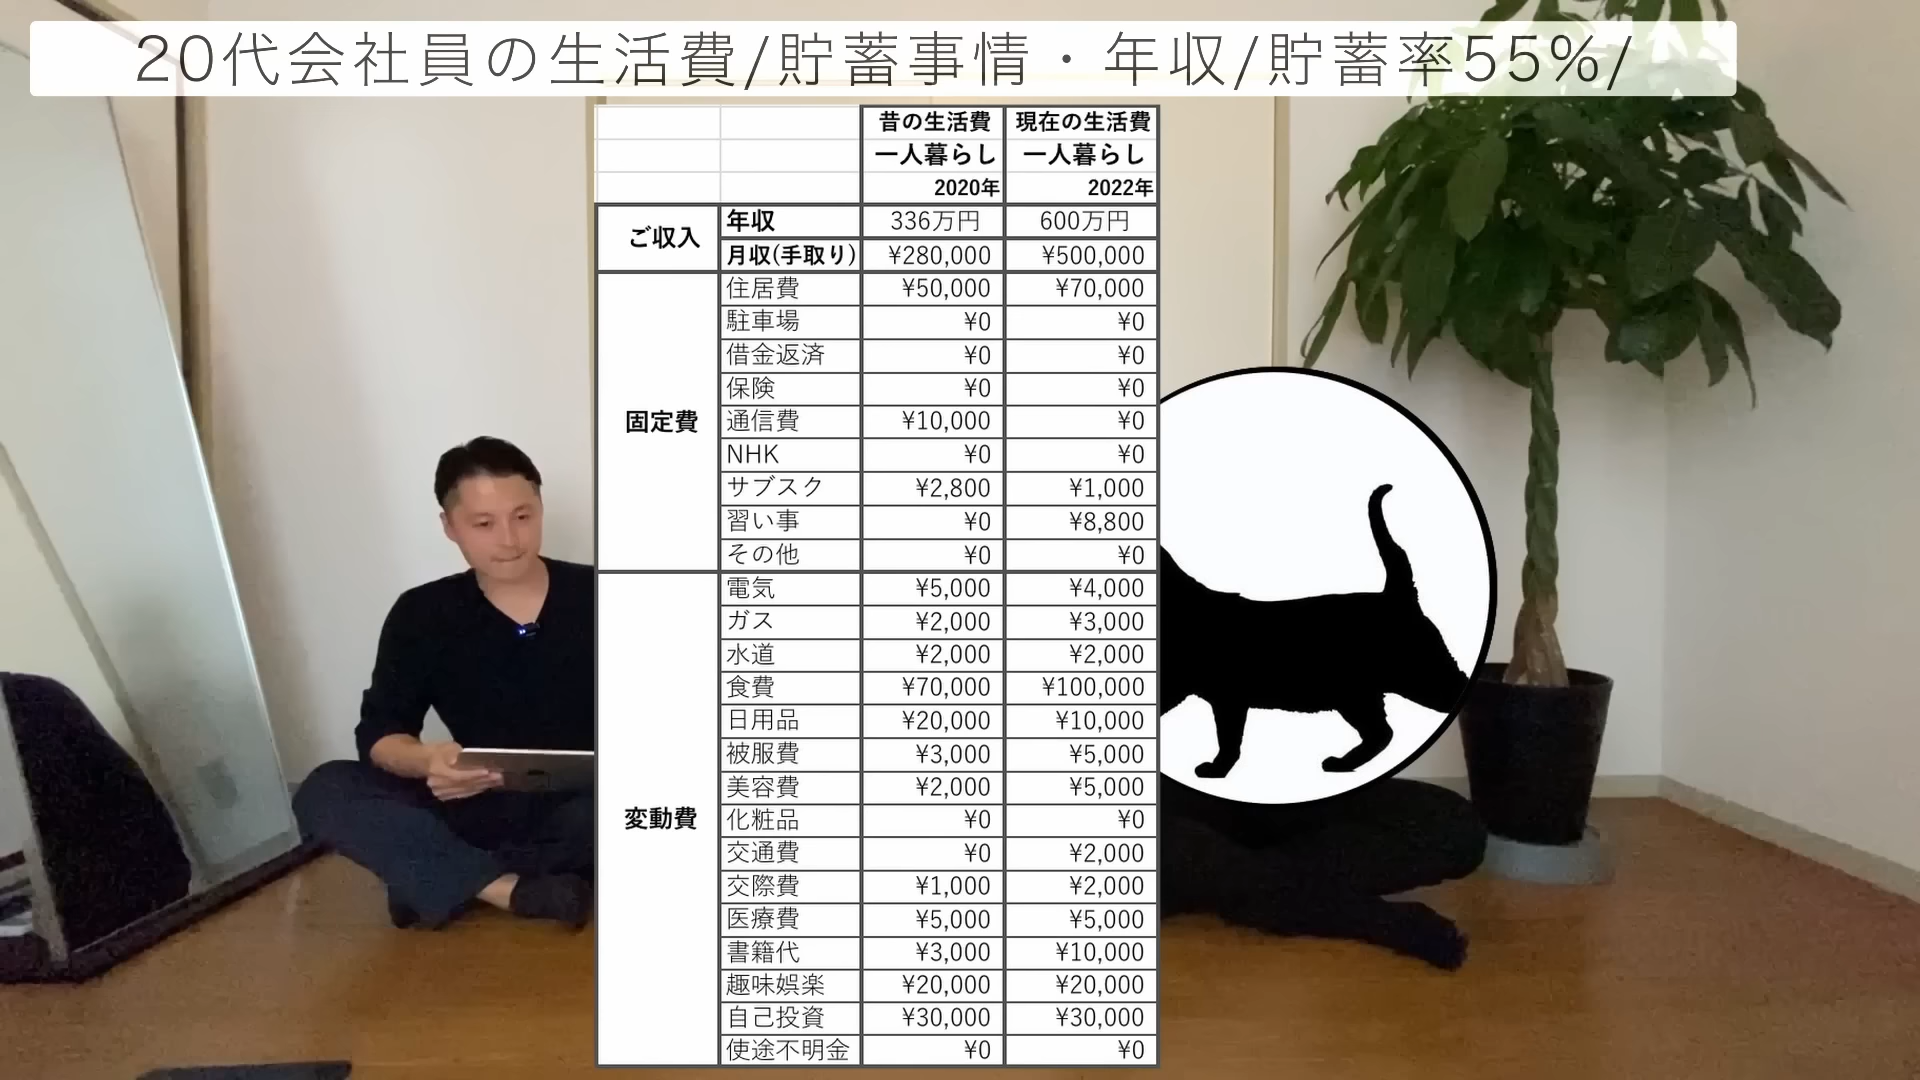 20代会社員の生活費/貯蓄事情・年収/貯蓄率55%/
昔の生活費 現在の生活費
一人暮らし 一人暮らし
2020年 2022年
ご収入 年収 336万円 600万円
月収(手取り) ¥280,000 ¥500,000
固定費 住居費 ¥50,000 ¥70,000
駐車場 ¥0 ¥0
借金返済 ¥0 ¥0
保険 ¥0 ¥0
通信費 ¥10,000 ¥0
NHK ¥0 ¥0
サブスク ¥2,800 ¥1,000
習い事 ¥0 ¥8,800
その他 ¥0 ¥0
変動費 電気 ¥5,000 ¥4,000
ガス ¥2,000 ¥3,000
水道 ¥2,000 ¥2,000
食費 ¥70,000 ¥100,000
日用品 ¥20,000 ¥10,000
被服費 ¥3,000 ¥5,000
美容費 ¥2,000 ¥5,000
化粧品 ¥0 ¥0
交通費 ¥0 ¥2,000
交際費 ¥1,000 ¥2,000
医療費 ¥5,000 ¥5,000
書籍代 ¥3,000 ¥10,000
趣味娯楽 ¥20,000 ¥20,000
自己投資 ¥30,000 ¥30,000
使途不明金 ¥0 ¥0